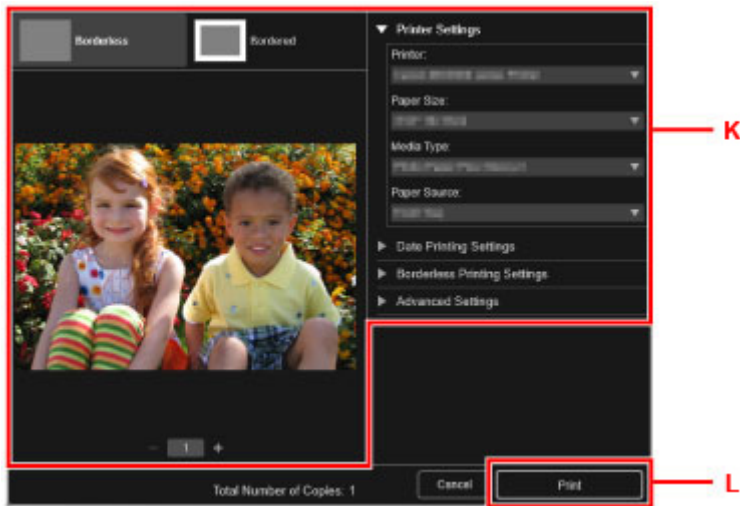 Borderless
Bordered
Printer Settings
Printer:
Paper Size:
Media Type:
Paper Source:
Date Printing Settings
Borderless Printing Settings
Advanced Settings
K
1
Total Number of Copies: 1
Cancel
Print
L